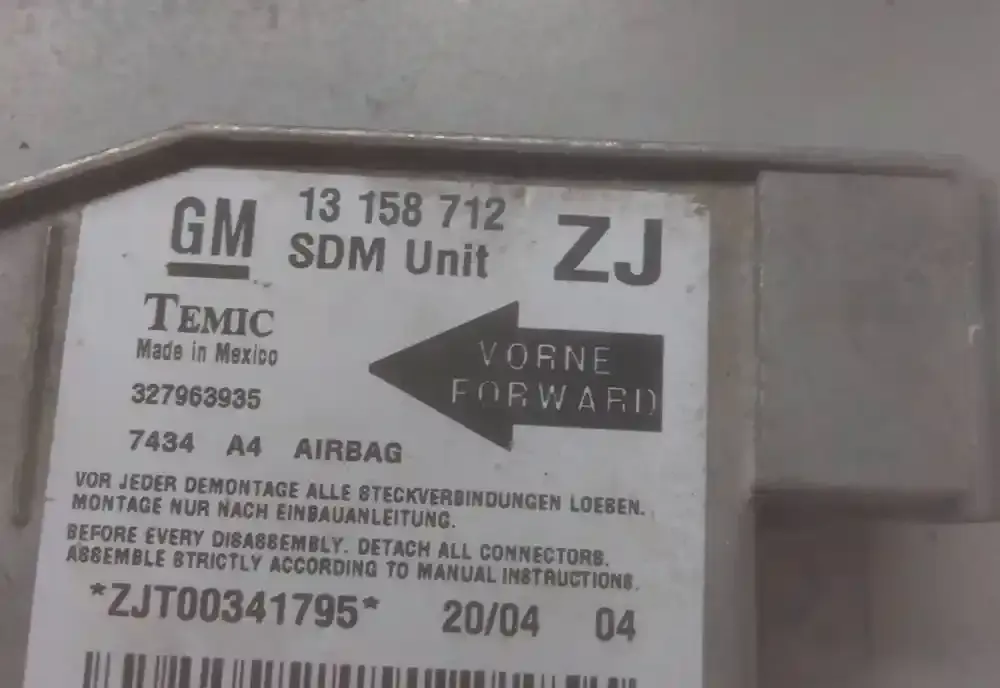 GM 13 158 712 ZJ
SDM Unit
TEMIC
Made in Mexico
VORNE
FORWARD
327963935
7434 A4 AIRBAG
VOR JEDER DEMONTAGE ALLE STECKVERBINDUNGEN LOESEN.
MONTAGE NUR NACH EINBAUANLEITUNG.
BEFORE EVERY DISASSEMBLY. DETACH ALL CONNECTORS.
ASSEMBLE STRICTLY ACCORDING TO MANUAL INSTRUCTIONS.
*ZJT00341795* 20/04 04